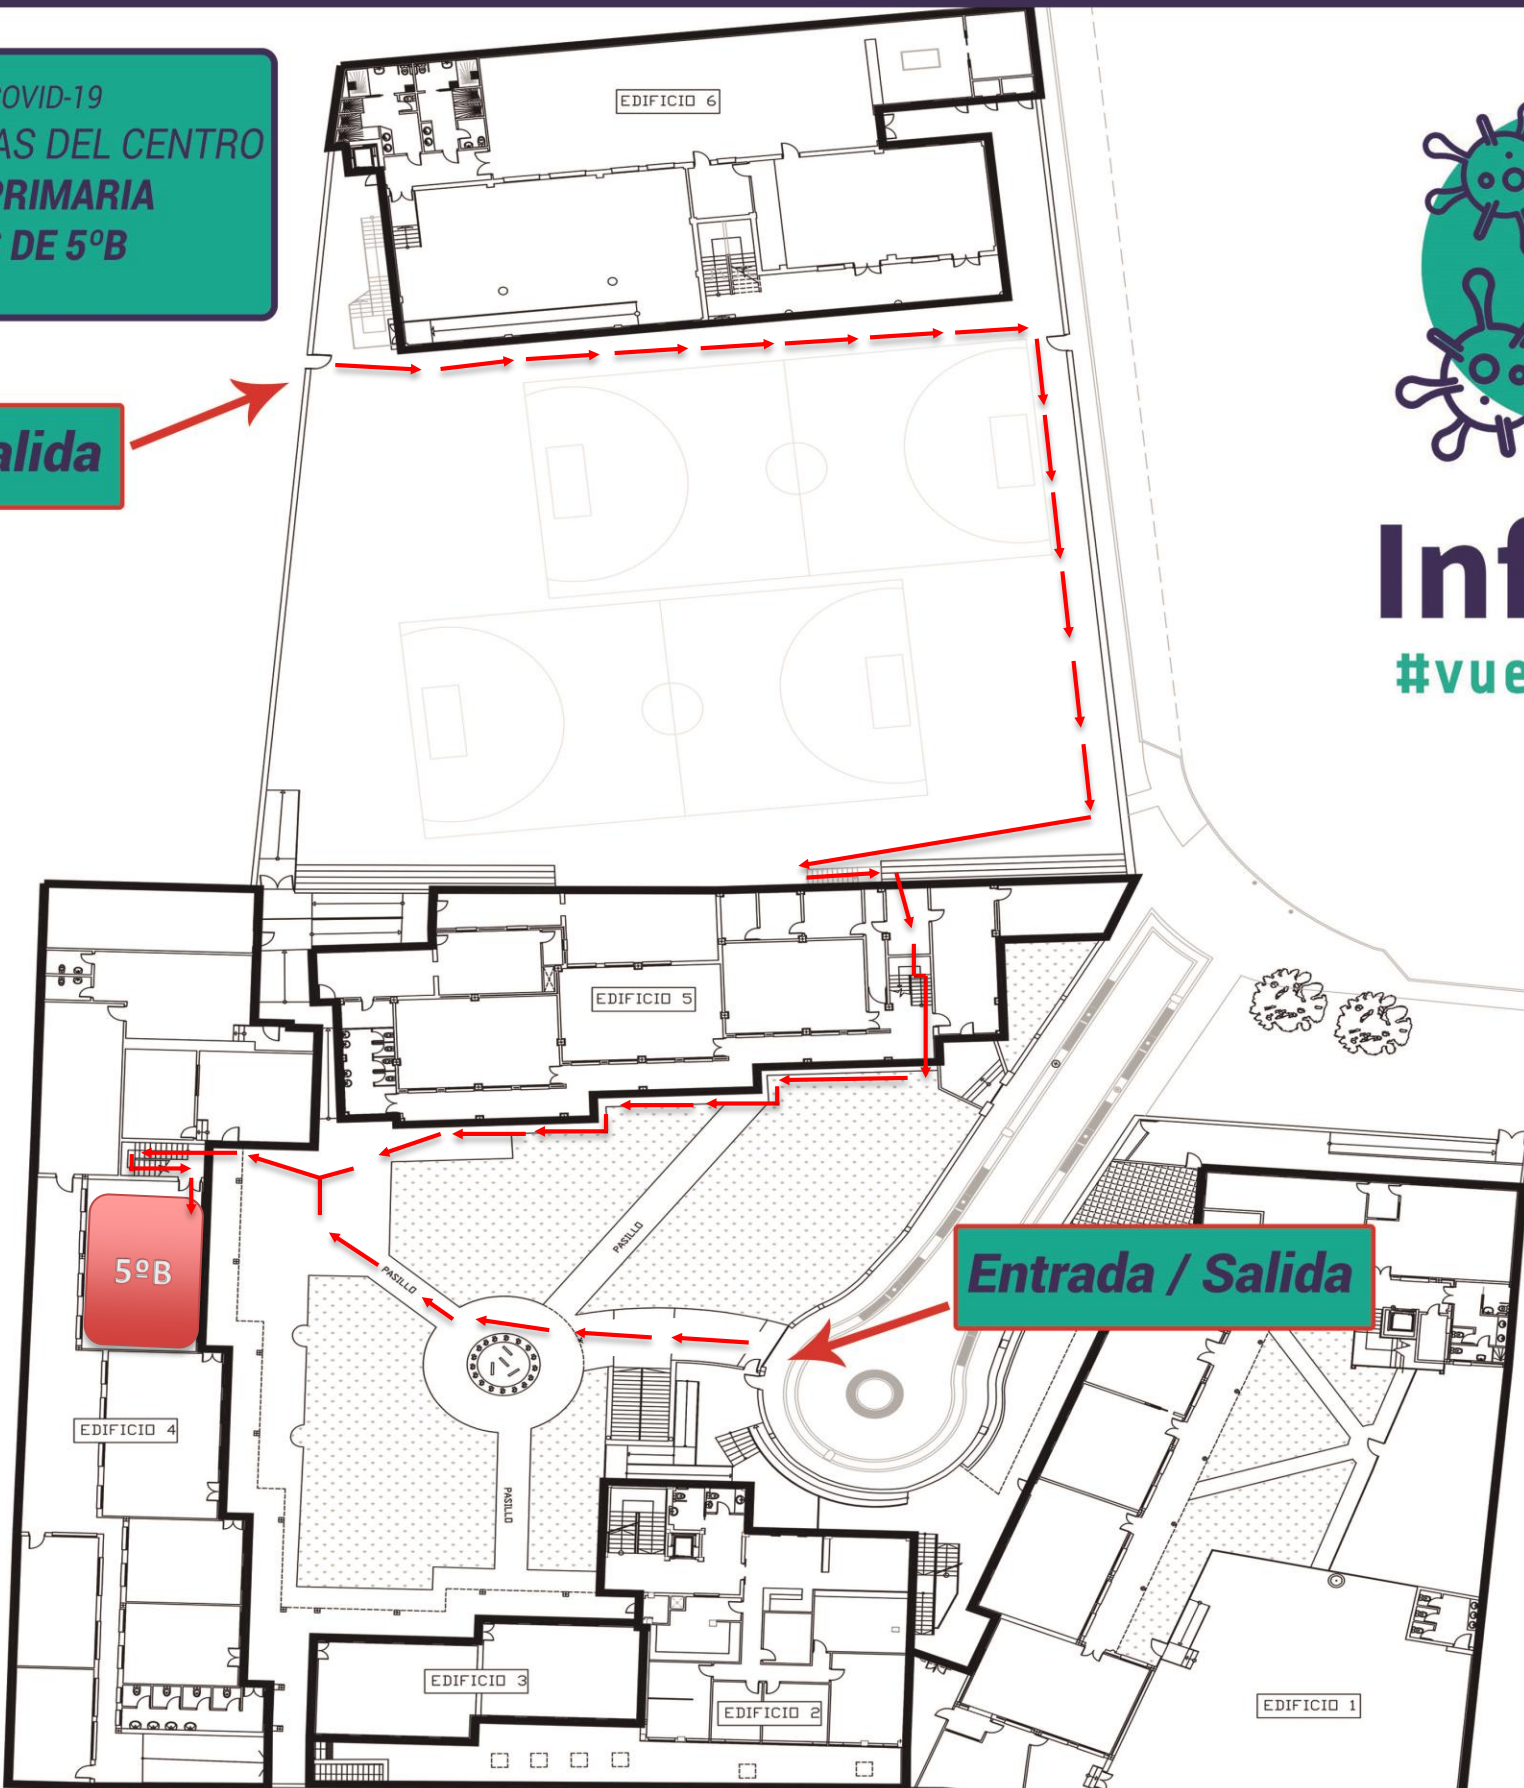 COVID-19
AS DEL CENTRO
PRIMARIA
DE 5ºB
alida
Inf
#vue
EDIFICIO 6
EDIFICIO 5
PASILLO
PASILLO
5ºB
Entrada / Salida
EDIFICIO 4
PASILLO
EDIFICIO 3
EDIFICIO 2
EDIFICIO 1